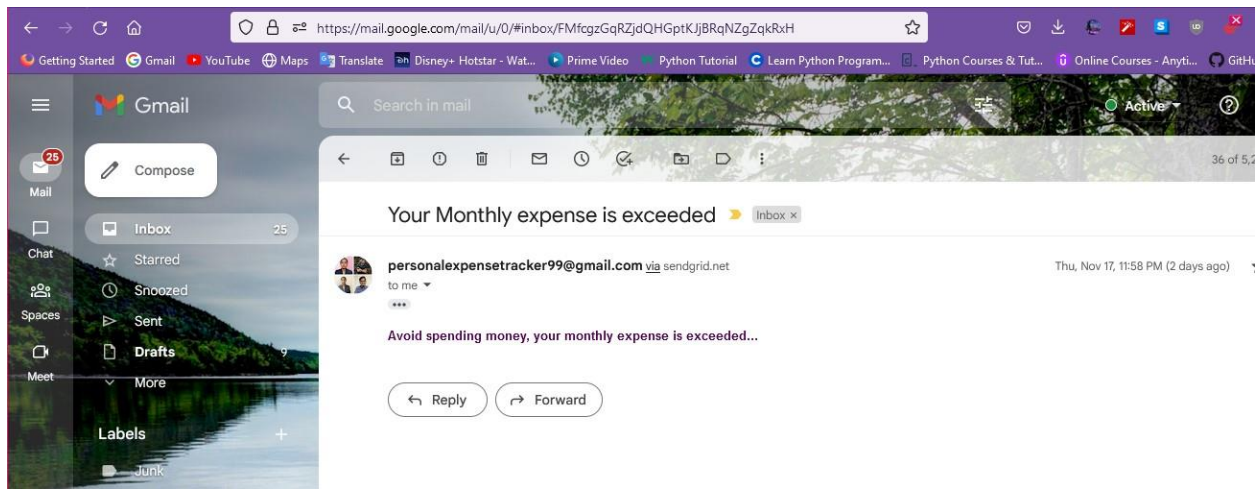 https://mail.google.com/mail/u/0/#inbox/FMfcgzGqRZjdQHGptKJjBRqNZgZqkRxH
Getting Started Gmail YouTube Maps Translate Disney+ Hotstar - Wat... Prime Video Python Tutorial Learn Python Program... Python Courses & Tut... Online Courses - Anyti... GitHu
Gmail Search in mail Active
25
Mail
Compose
36 of 5,2
Your Monthly expense is exceeded Inbox ×
Inbox 25
Chat
Starred
personalexpensetracker99@gmail.com via sendgrid.net Thu, Nov 17, 11:58 PM (2 days ago)
to me
Snoozed
Spaces
Sent
Avoid spending money, your monthly expense is exceeded...
Drafts 9
Meet
More
Reply Forward
Labels +
Junk